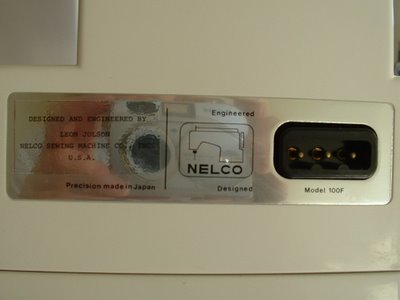 DESIGNED AND ENGINEERED BY
LEON JOLSON
NELCO SEWING MACHINE CO., INC.
U.S.A.
Precision made in Japan
Engineered
NELCO
Designed
Model 100F